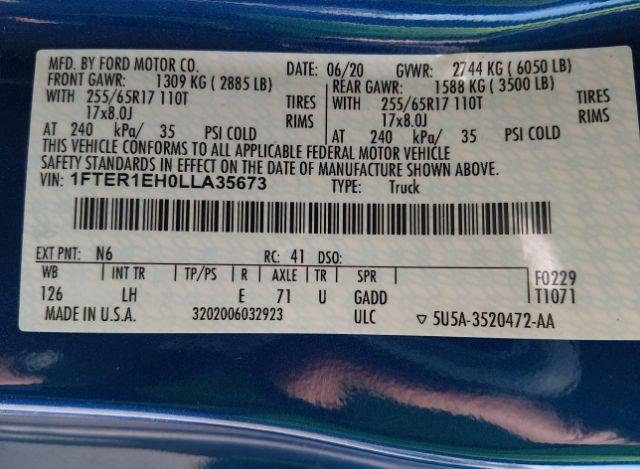 MFD. BY FORD MOTOR CO. DATE: 06/20 GVWR: 2744 KG ( 6050 LB)
FRONT GAWR: 1309 KG ( 2885 LB) REAR GAWR: 1588 KG ( 3500 LB)
WITH 255/65R17 110T TIRES WITH 255/65R17 110T TIRES
17x8.0J RIMS 17x8.0J RIMS
AT 240 kPa/ 35 PSI COLD AT 240 kPa/ 35 PSI COLD
THIS VEHICLE CONFORMS TO ALL APPLICABLE FEDERAL MOTOR VEHICLE
SAFETY STANDARDS IN EFFECT ON THE DATE OF MANUFACTURE SHOWN ABOVE.
VIN: 1FTER1EH0LLA35673 TYPE: Truck
EXT PNT: N6 RC: 41 DSO:
WB INT TR TP/PS R AXLE TR SPR F0229
126 LH E 71 U GADD T1071
MADE IN U.S.A. 3202006032923 ULC ▽ 5U5A-3520472-AA